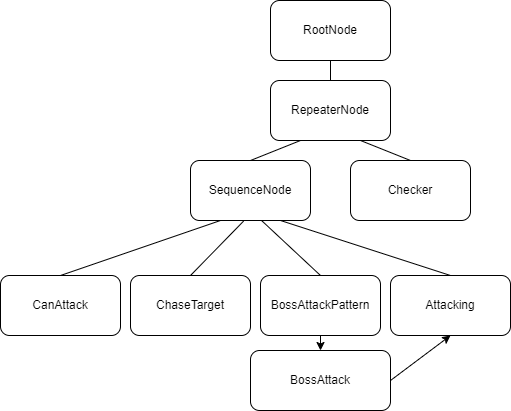 RootNode
RepeaterNode
SequenceNode
Checker
CanAttack
ChaseTarget
BossAttackPattern
Attacking
BossAttack